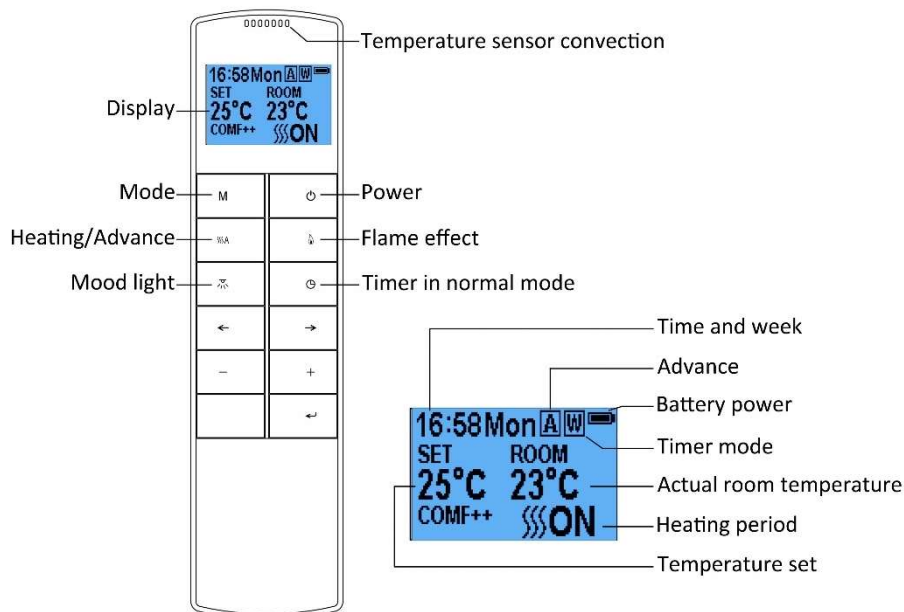 Temperature sensor convection
16:58Mon A W
SET ROOM
25°C 23°C
COMF++ ON
Display
Mode
M
Power
Heating/Advance
A
Flame effect
Mood light
Timer in normal mode
←
→
−
+
↵
Time and week
Advance
Battery power
16:58Mon A W
Timer mode
SET ROOM
25°C 23°C
Actual room temperature
COMF++ ON
Heating period
Temperature set